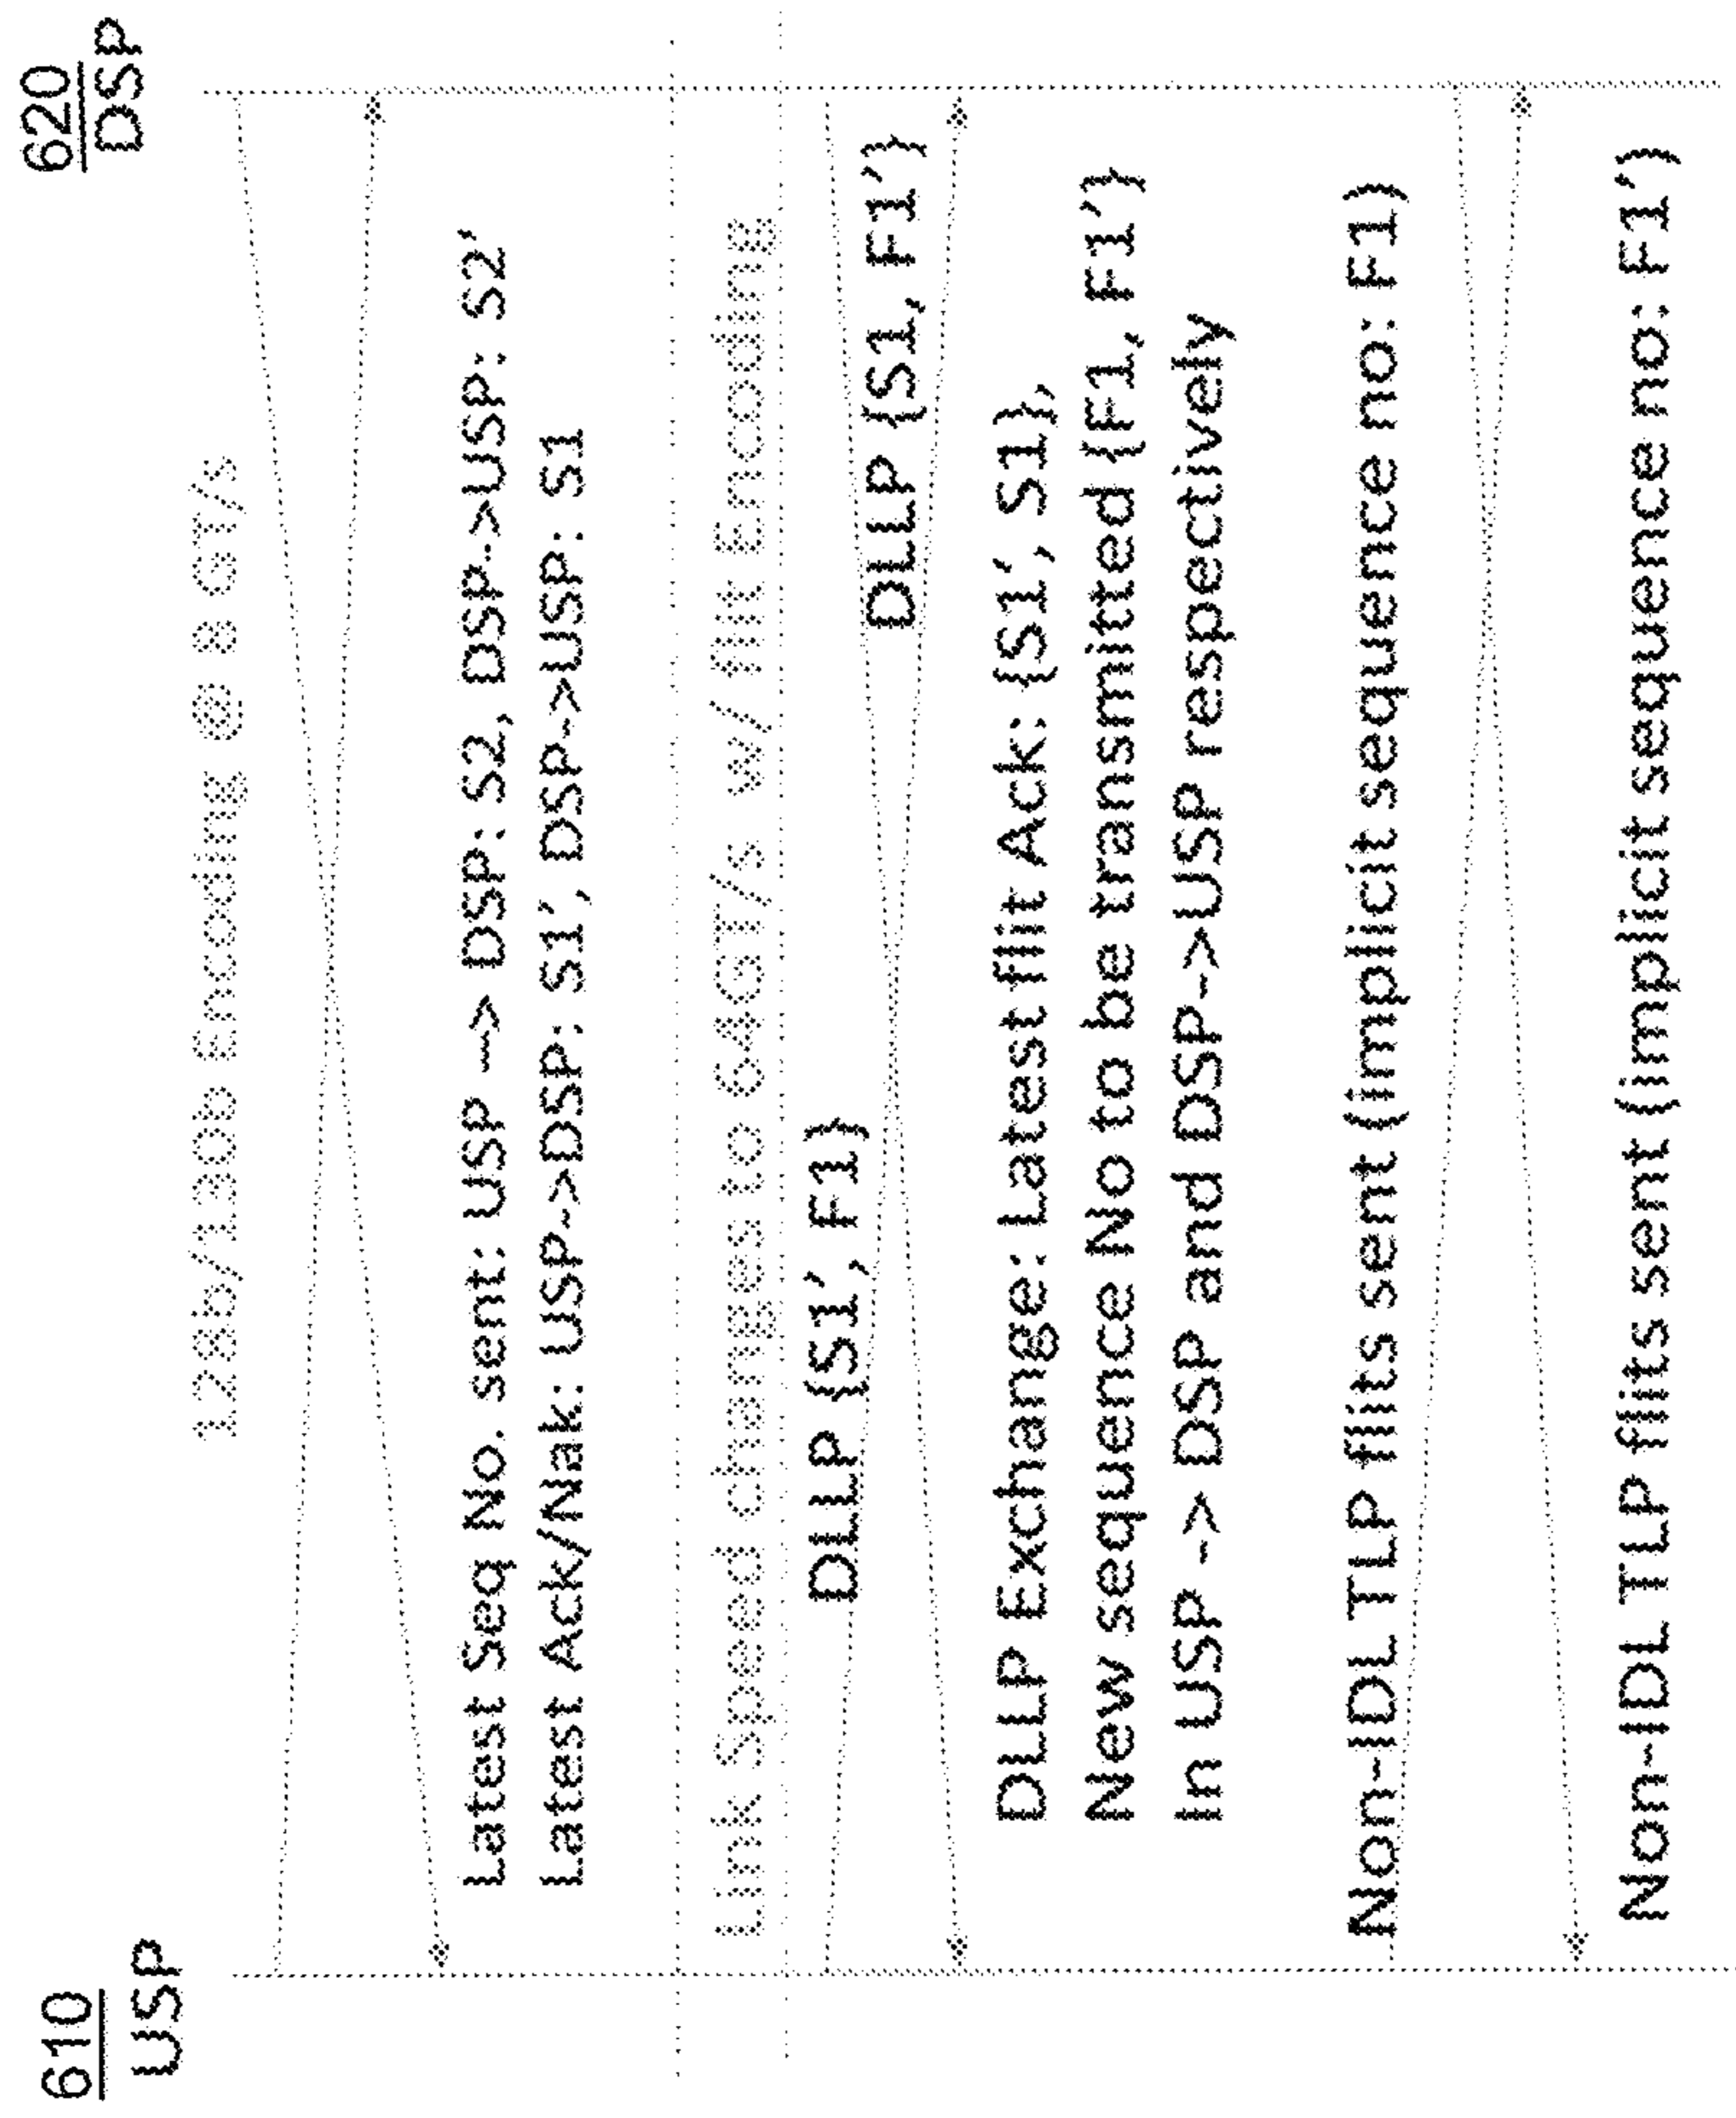 610
USP
620
DSP
128b/130b Encoding @ 8 GT/s
Latest Seq No. sent: USP --> DSP: S2, DSP->USP: S2'
Latest Ack/Nak: USP->DSP: S1', DSP->USP: S1
Link Speed changes to 64GT/s w/ flit Encoding
DLLP {S1', F1}
DLLP {S1, F1'}
DLLP Exchange: Latest flit Ack: {S1', S1},
New sequence No to be transmitted {F1, F1'}
In USP -> DSP and DSP->USP respectively
Non-IDL TLP flits sent (implicit sequence no: F1)
Non-IDL TLP flits sent (implicit sequence no: F1')